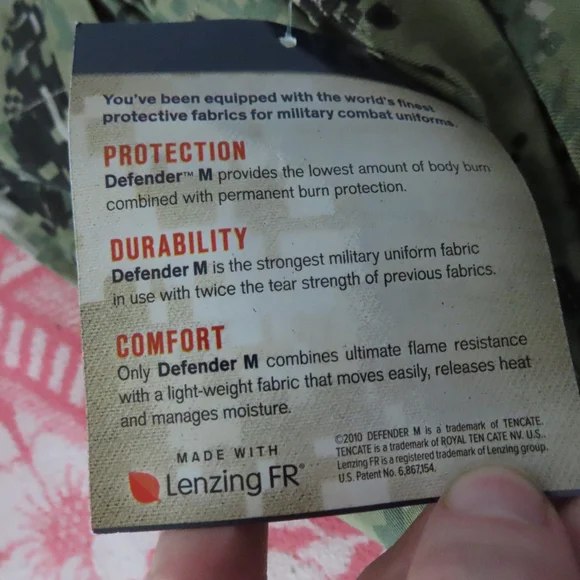 You've been equipped with the world's finest
protective fabrics for military combat uniforms.
PROTECTION
Defender™ M provides the lowest amount of body burn
combined with permanent burn protection.
DURABILITY
Defender M is the strongest military uniform fabric
in use with twice the tear strength of previous fabrics.
COMFORT
Only Defender M combines ultimate flame resistance
with a light-weight fabric that moves easily, releases heat
and manages moisture.
MADE WITH
Lenzing FR®
©2010 DEFENDER M is a trademark of TENCATE.
TENCATE is a trademark of ROYAL TEN CATE NV. U.S..
Lenzing FR is a registered trademark of Lenzing group.
U.S. Patent No. 6,867,154.